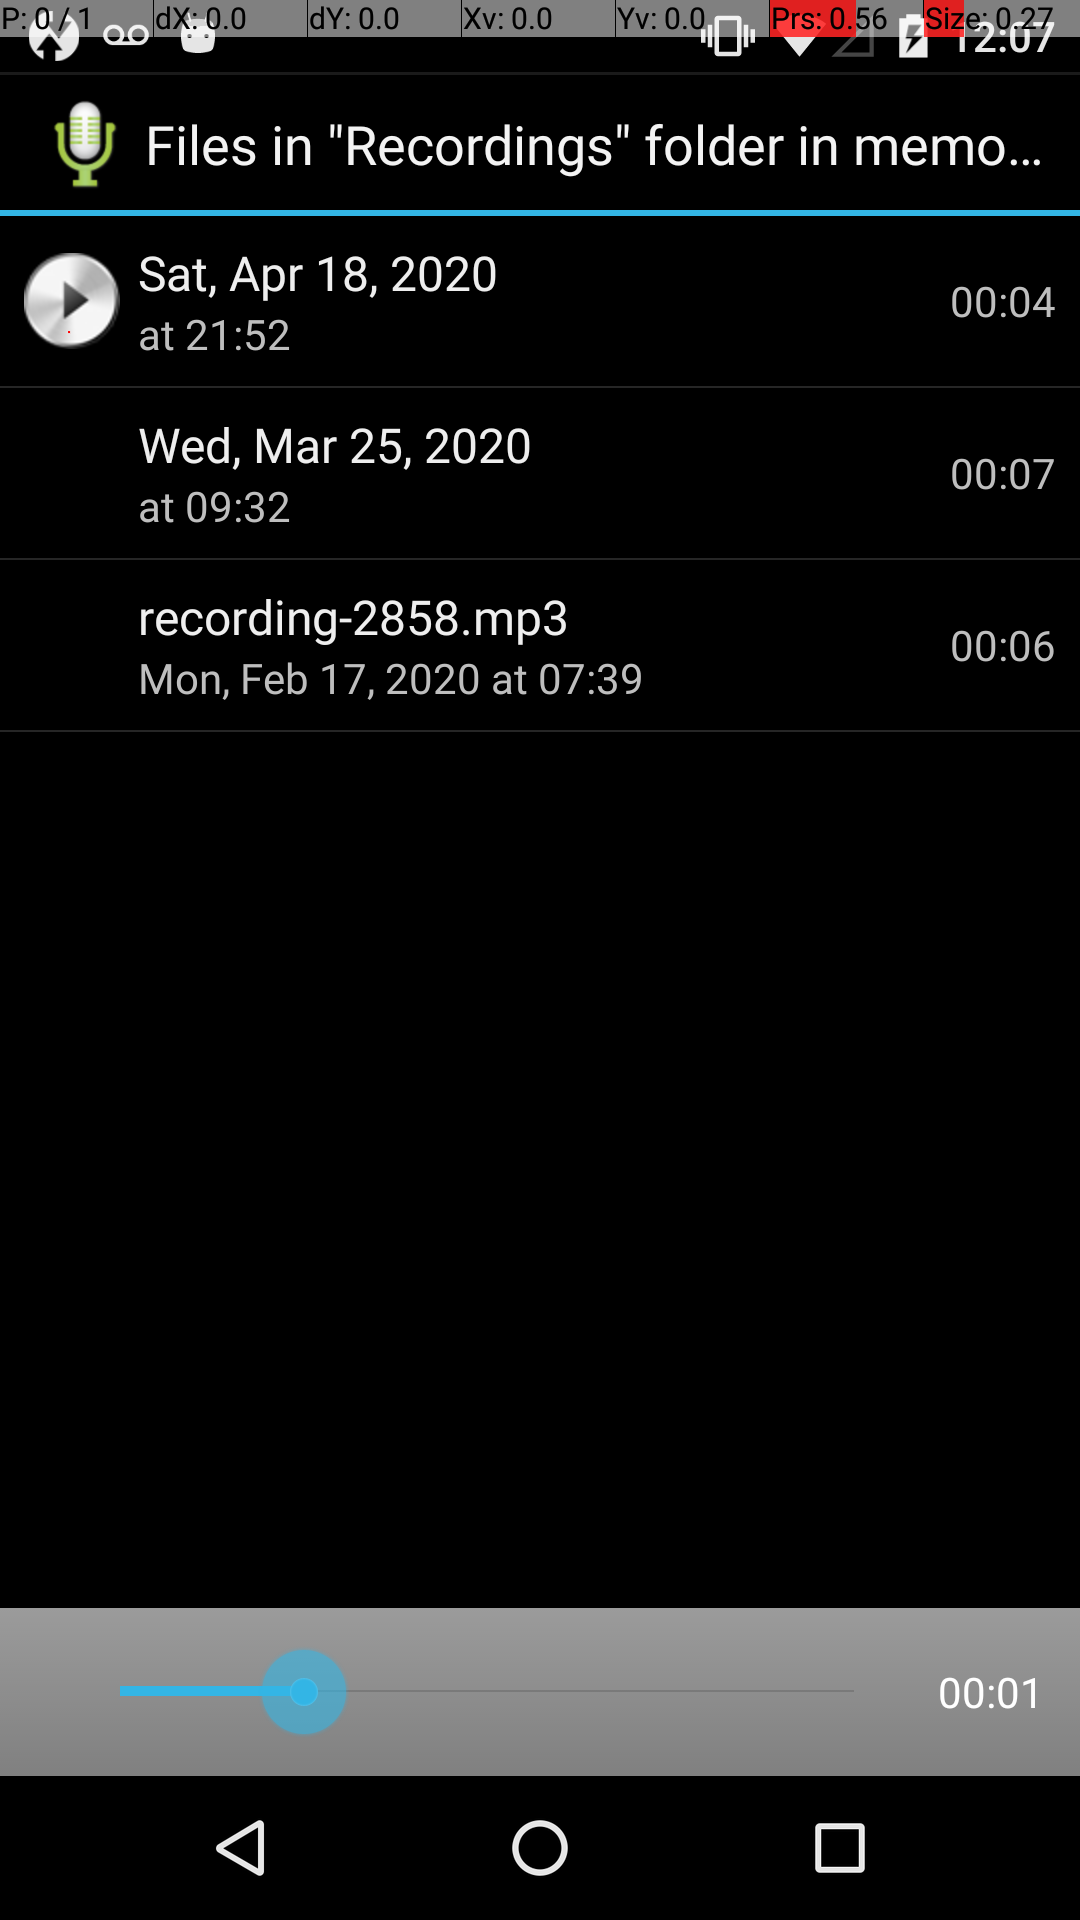 P: 0 / 1 dX: 0.0 dY: 0.0 Xv: 0.0 Yv: 0.0 Prs: 0.56 Size: 0.27
12:07
Files in "Recordings" folder in memo...
Sat, Apr 18, 2020
at 21:52
00:04
Wed, Mar 25, 2020
at 09:32
00:07
recording-2858.mp3
Mon, Feb 17, 2020 at 07:39
00:06
00:01